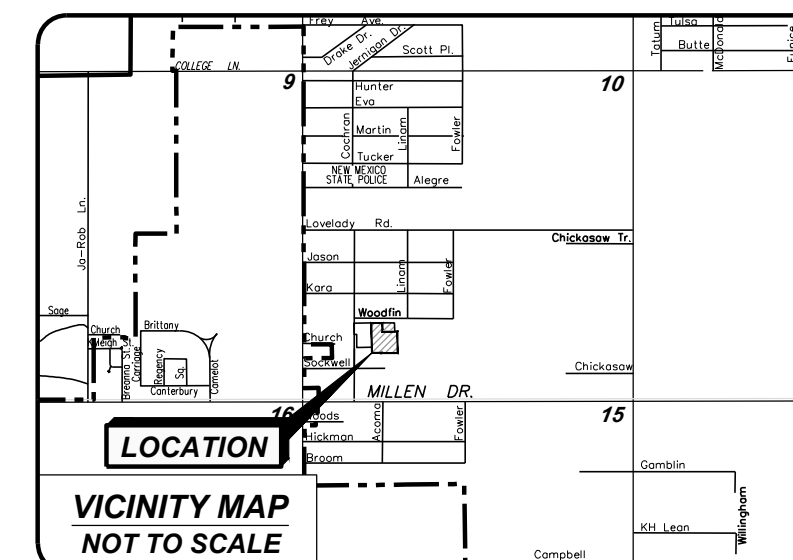 Frey Ave.
Drake Dr.
Jernigan Dr.
Scott Pl.
Tatum
Tulsa
Butte
McDonald
Eunice
COLLEGE LN.
9
10
Hunter
Eva
Cochran
Martin
Linam
Fowler
Tucker
NEW MEXICO
STATE POLICE
Alegre
Ja-Rob Ln.
Lovelady Rd.
Chickasaw Tr.
Jason
Linam
Fowler
Kara
Sage
Woodfin
Church
Brittany
Church
Breanna St.
Carriage
Regency
Sq.
Camelot
Canterbury
Sockwell
Chickasaw
MILLEN DR.
16
15
Acoma
Fowler
LOCATION
Hickman
Broom
Gamblin
Willingham
VICINITY MAP
NOT TO SCALE
KH Lean
Campbell